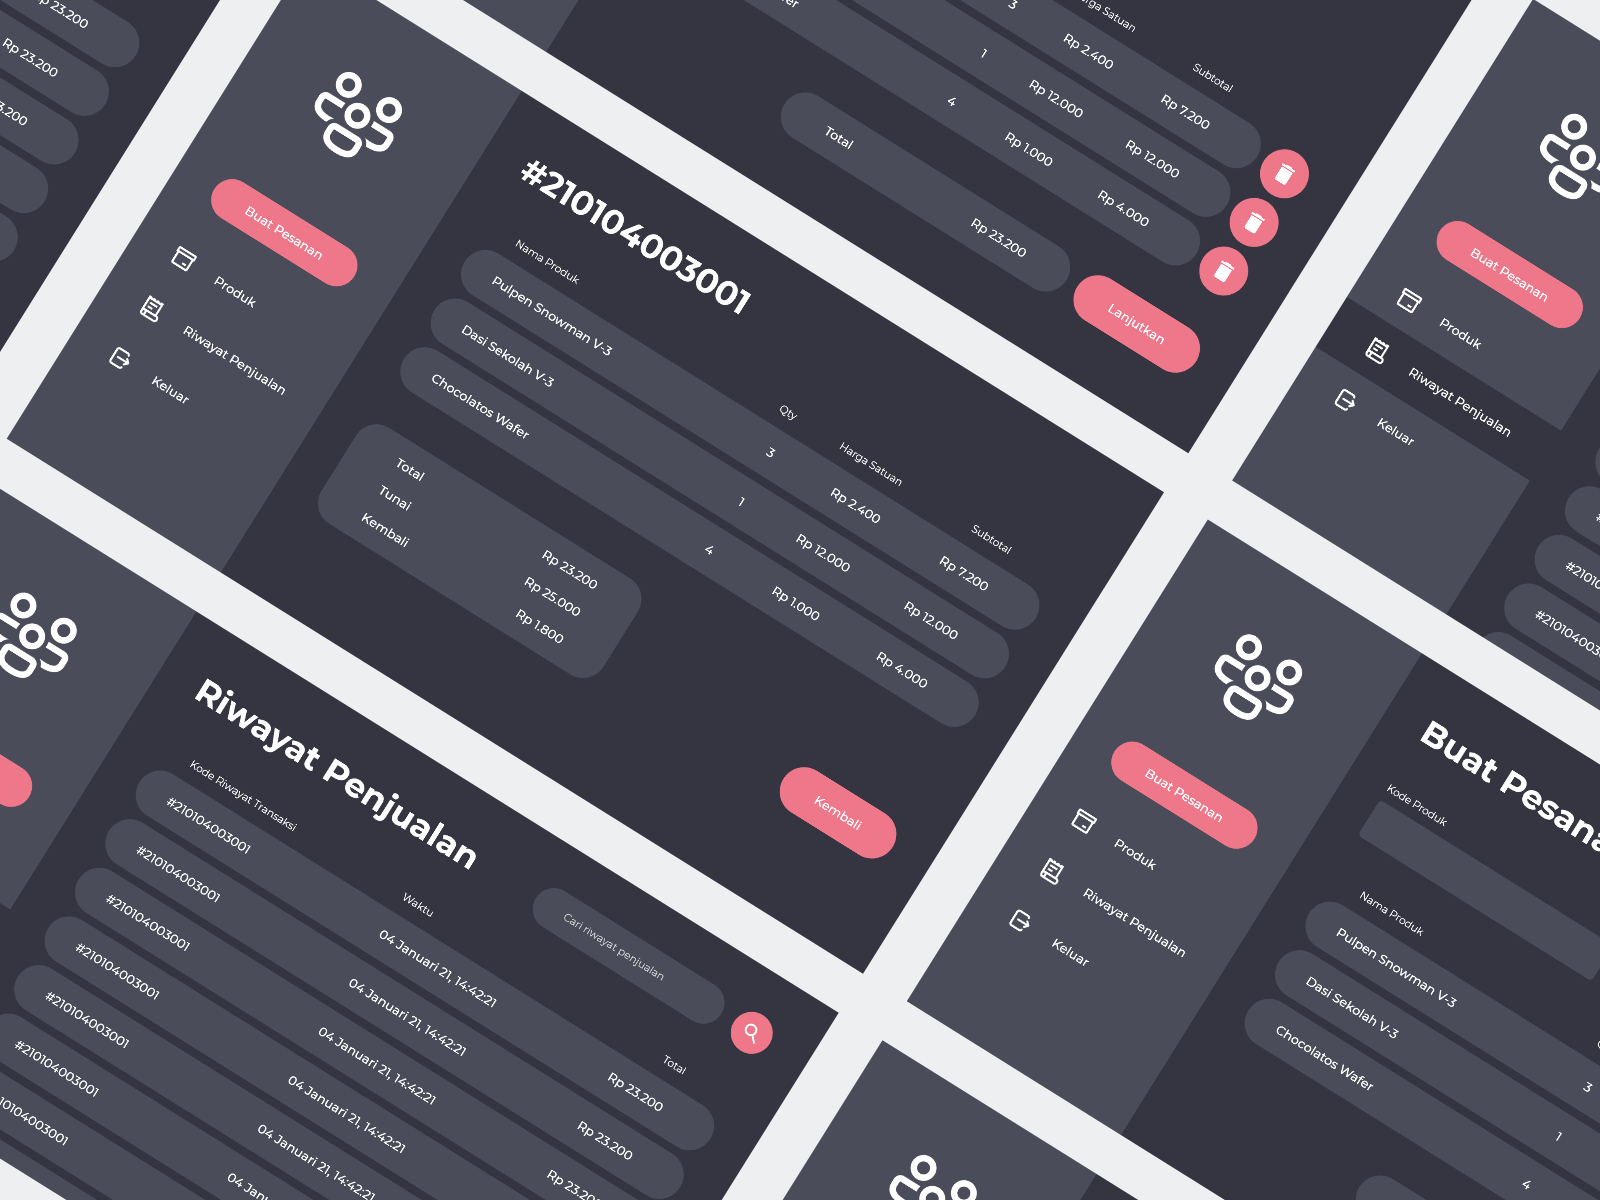 Rp 23.200
Rp 23.200
Buat Pesanan
Produk
Riwayat Penjualan
Keluar
#210104003001
Nama Produk
Qty
Harga Satuan
Subtotal
Pulpen Snowman V-3
3
Rp 2.400
Rp 7.200
Dasi Sekolah V-3
1
Rp 12.000
Rp 12.000
Chocolatos Wafer
4
Rp 1.000
Rp 4.000
Total
Rp 23.200
Tunai
Rp 25.000
Kembali
Rp 1.800
Kembali
Satuan
Subtotal
3
Rp 2.400
Rp 7.200
1
Rp 12.000
Rp 12.000
4
Rp 1.000
Rp 4.000
Total
Rp 23.200
Lanjutkan
Buat Pesanan
Produk
Riwayat Penjualan
Keluar
Riwayat Penjualan
Cari riwayat penjualan
Kode Riwayat Transaksi
Waktu
Total
#210104003001
04 Januari 21, 14:42:21
Rp 23.200
#210104003001
04 Januari 21, 14:42:21
Rp 23.200
#210104003001
04 Januari 21, 14:42:21
Rp 23.200
#210104003001
04 Januari 21, 14:42:21
#210104003001
04 Januari 21, 14:42:21
#210104003001
04 Janu
0104003001
Buat Pesanan
Produk
Riwayat Penjualan
Keluar
Buat Pesana
Kode Produk
Nama Produk
Pulpen Snowman V-3
3
Dasi Sekolah V-3
1
Chocolatos Wafer
4